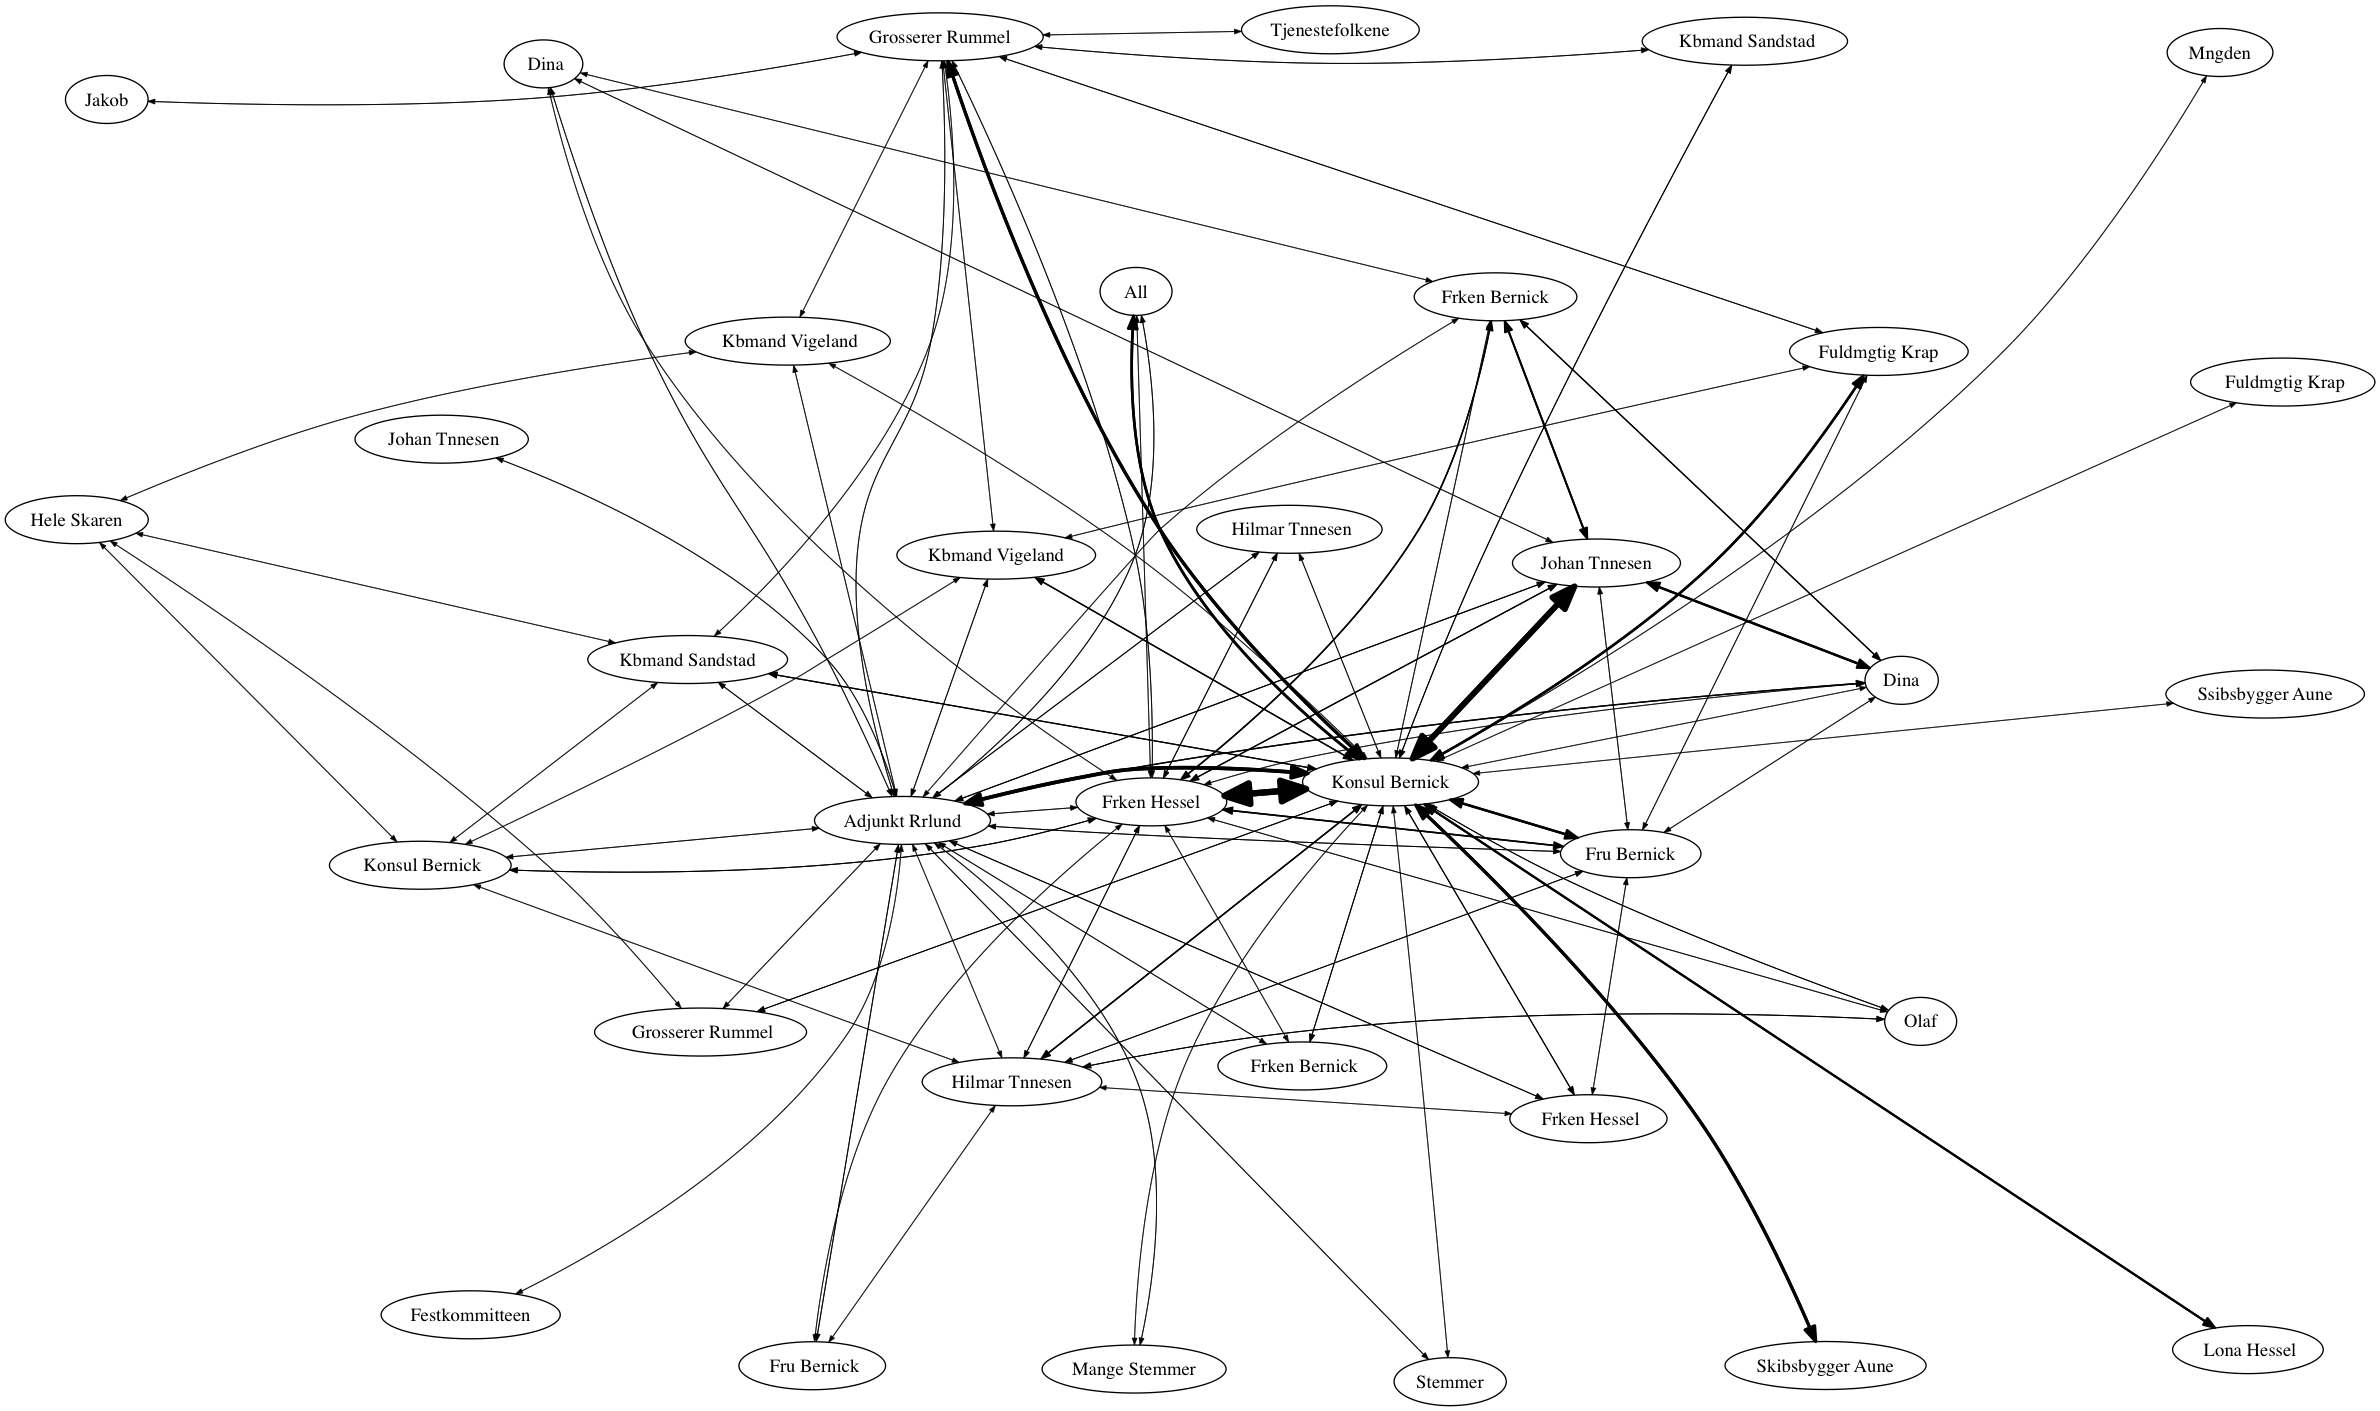 Grosserer Rummel
Tjenestefolkene
Kbmand Sandstad
Mngden
Dina
Jakob
All
Frken Bernick
Kbmand Vigeland
Fuldmgtig Krap
Fuldmgtig Krap
Johan Tnnesen
Hele Skaren
Hilmar Tnnesen
Kbmand Vigeland
Johan Tnnesen
Kbmand Sandstad
Dina
Ssibsbygger Aune
Konsul Bernick
Frken Hessel
Adjunkt Rrlund
Fru Bernick
Konsul Bernick
Grosserer Rummel
Olaf
Frken Bernick
Hilmar Tnnesen
Frken Hessel
Festkommitteen
Fru Bernick
Mange Stemmer
Stemmer
Skibsbygger Aune
Lona Hessel